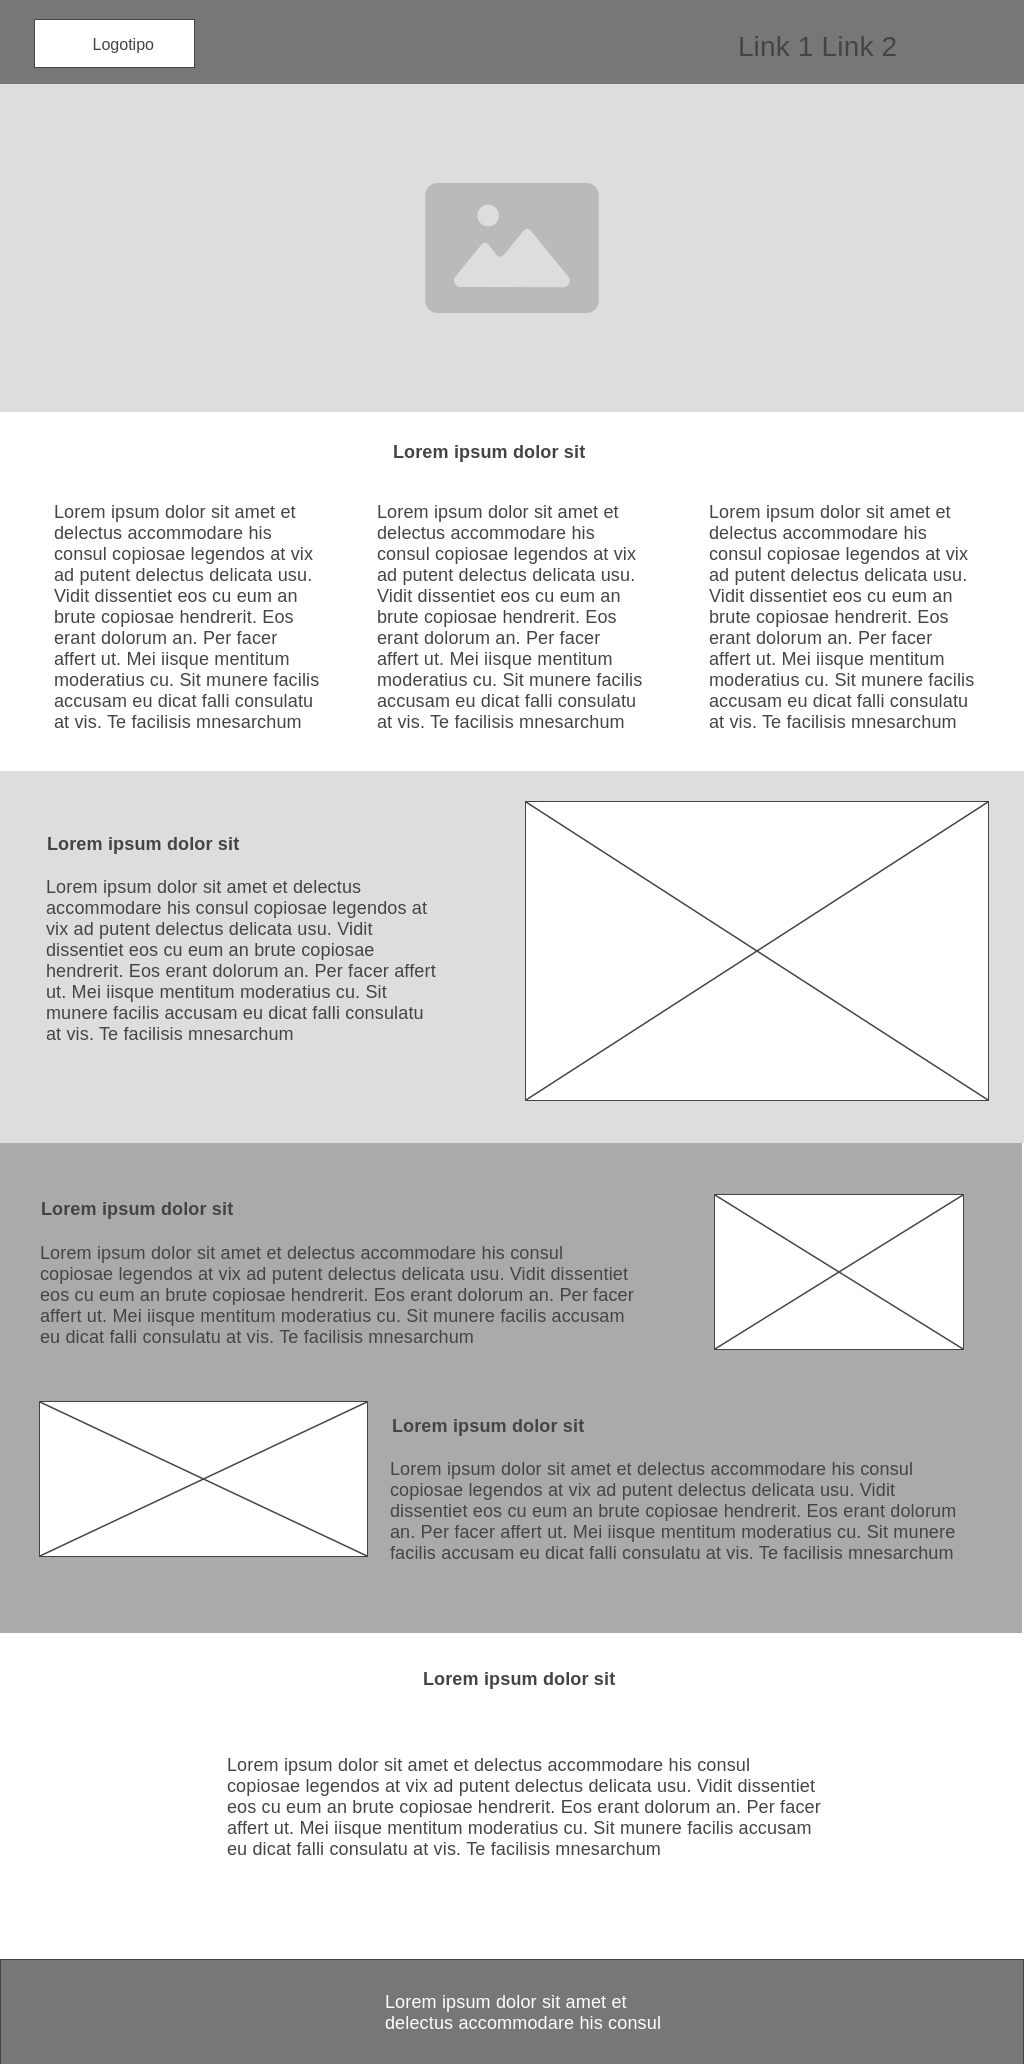 Logotipo
Link 1 Link 2
Lorem ipsum dolor sit
Lorem ipsum dolor sit amet et
delectus accommodare his
consul copiosae legendos at vix
ad putent delectus delicata usu.
Vidit dissentiet eos cu eum an
brute copiosae hendrerit. Eos
erant dolorum an. Per facer
affert ut. Mei iisque mentitum
moderatius cu. Sit munere facilis
accusam eu dicat falli consulatu
at vis. Te facilisis mnesarchum
Lorem ipsum dolor sit amet et
delectus accommodare his
consul copiosae legendos at vix
ad putent delectus delicata usu.
Vidit dissentiet eos cu eum an
brute copiosae hendrerit. Eos
erant dolorum an. Per facer
affert ut. Mei iisque mentitum
moderatius cu. Sit munere facilis
accusam eu dicat falli consulatu
at vis. Te facilisis mnesarchum
Lorem ipsum dolor sit amet et
delectus accommodare his
consul copiosae legendos at vix
ad putent delectus delicata usu.
Vidit dissentiet eos cu eum an
brute copiosae hendrerit. Eos
erant dolorum an. Per facer
affert ut. Mei iisque mentitum
moderatius cu. Sit munere facilis
accusam eu dicat falli consulatu
at vis. Te facilisis mnesarchum
Lorem ipsum dolor sit
Lorem ipsum dolor sit amet et delectus
accommodare his consul copiosae legendos at
vix ad putent delectus delicata usu. Vidit
dissentiet eos cu eum an brute copiosae
hendrerit. Eos erant dolorum an. Per facer affert
ut. Mei iisque mentitum moderatius cu. Sit
munere facilis accusam eu dicat falli consulatu
at vis. Te facilisis mnesarchum
Lorem ipsum dolor sit
Lorem ipsum dolor sit amet et delectus accommodare his consul
copiosae legendos at vix ad putent delectus delicata usu. Vidit dissentiet
eos cu eum an brute copiosae hendrerit. Eos erant dolorum an. Per facer
affert ut. Mei iisque mentitum moderatius cu. Sit munere facilis accusam
eu dicat falli consulatu at vis. Te facilisis mnesarchum
Lorem ipsum dolor sit
Lorem ipsum dolor sit amet et delectus accommodare his consul
copiosae legendos at vix ad putent delectus delicata usu. Vidit
dissentiet eos cu eum an brute copiosae hendrerit. Eos erant dolorum
an. Per facer affert ut. Mei iisque mentitum moderatius cu. Sit munere
facilis accusam eu dicat falli consulatu at vis. Te facilisis mnesarchum
Lorem ipsum dolor sit
Lorem ipsum dolor sit amet et delectus accommodare his consul
copiosae legendos at vix ad putent delectus delicata usu. Vidit dissentiet
eos cu eum an brute copiosae hendrerit. Eos erant dolorum an. Per facer
affert ut. Mei iisque mentitum moderatius cu. Sit munere facilis accusam
eu dicat falli consulatu at vis. Te facilisis mnesarchum
Lorem ipsum dolor sit amet et
delectus accommodare his consul